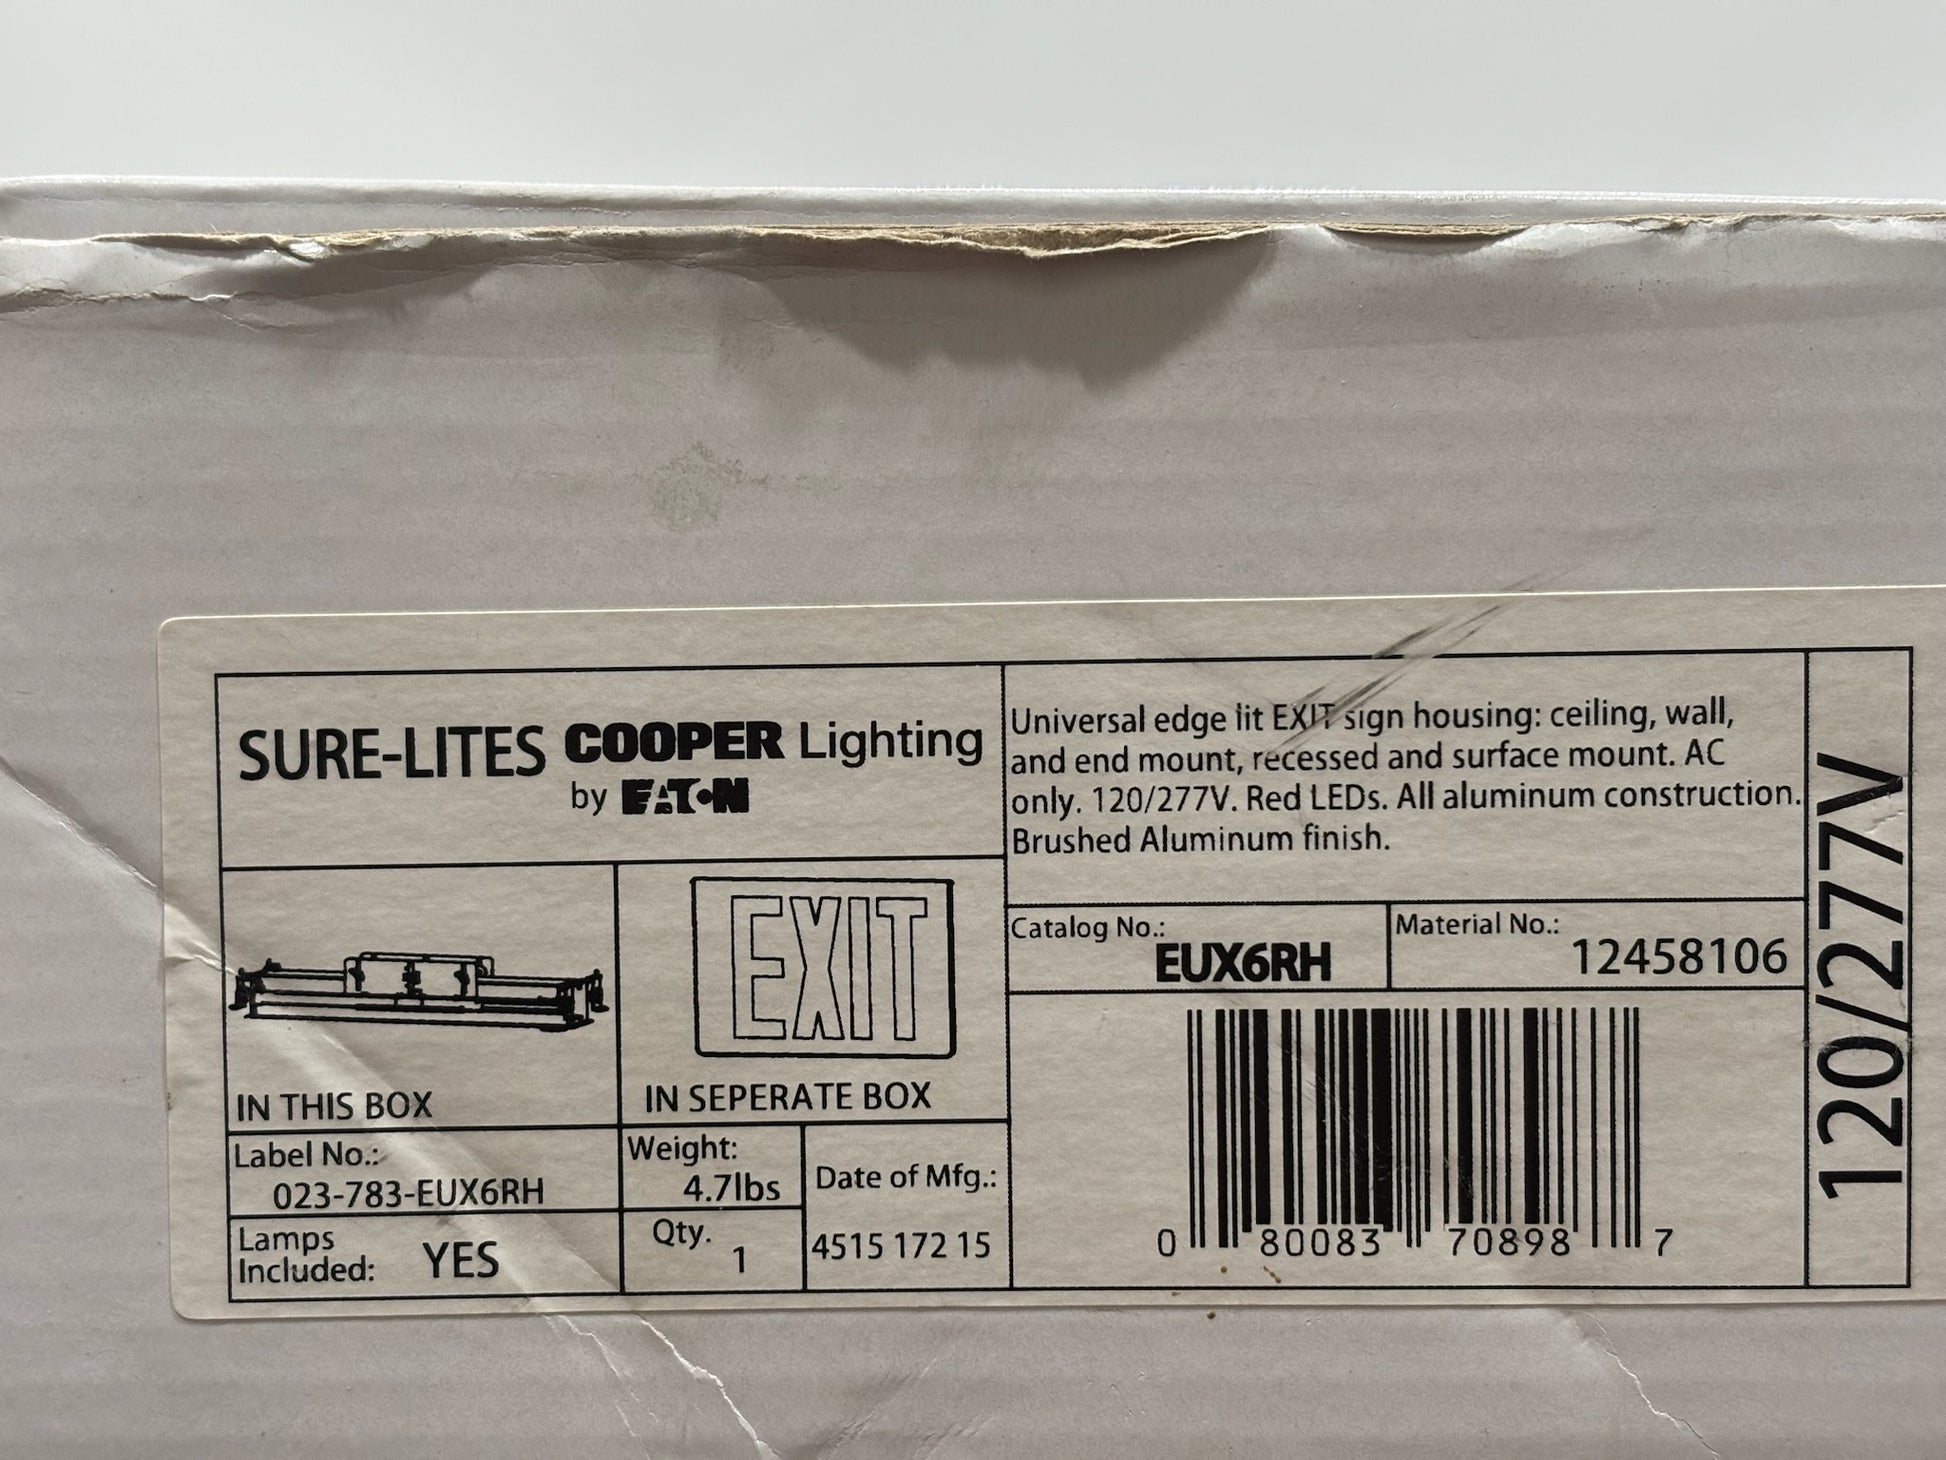 SURE-LITES COOPER Lighting
by EATON
Universal edge lit EXIT sign housing: ceiling, wall,
and end mount, recessed and surface mount. AC
only. 120/277V. Red LEDs. All aluminum construction.
Brushed Aluminum finish.
120/277V
EXIT
IN THIS BOX
IN SEPERATE BOX
Catalog No.:
EUX6RH
Material No.:
12458106
Label No.:
023-783-EUX6RH
Weight:
4.7lbs
Date of Mfg.:
4515 172 15
Lamps
Included: YES
Qty.
1
0 80083 70898 7